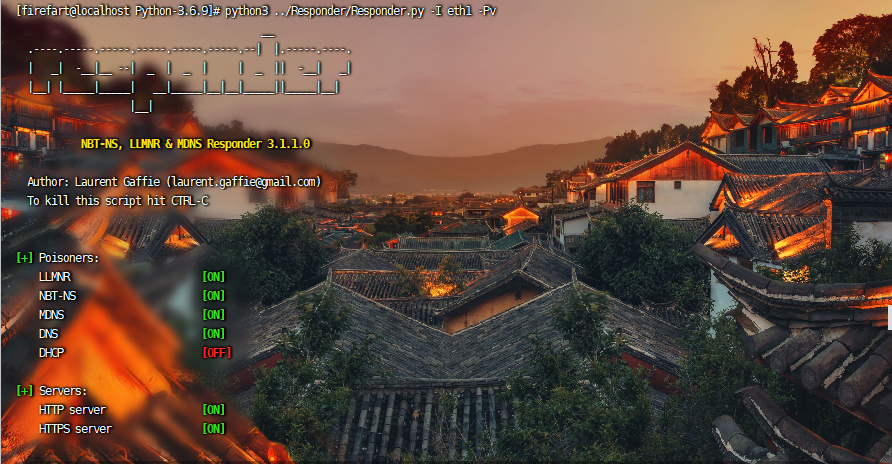 [firefart@localhost Python-3.6.9]# python3 ../Responder/Responder.py -I eth1 -Pv
NBT-NS, LLMNR & MDNS Responder 3.1.1.0
Author: Laurent Gaffie (laurent.gaffie@gmail.com)
To kill this script hit CTRL-C
[+] Poisoners:
LLMNR [ON]
NBT-NS [ON]
MDNS [ON]
DNS [ON]
DHCP [OFF]
[+] Servers:
HTTP server [ON]
HTTPS server [ON]